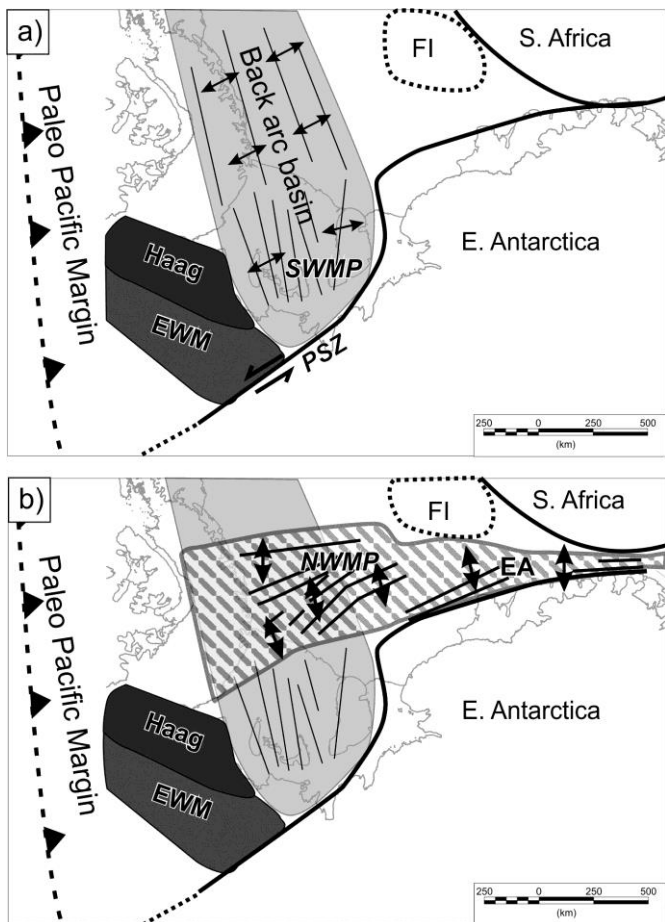 a)
FI
S. Africa
Paleo Pacific Margin
Back arc basin
E. Antarctica
Haag
SWMP
EWM
PSZ
250 0 250 500
(km)
b)
FI
S. Africa
Paleo Pacific Margin
NWMP
EA
E. Antarctica
Haag
EWM
250 0 250 500
(km)